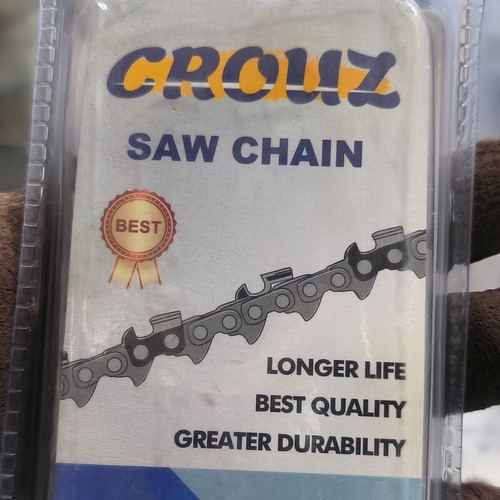 CROUZ
SAW CHAIN
BEST
LONGER LIFE
BEST QUALITY
GREATER DURABILITY